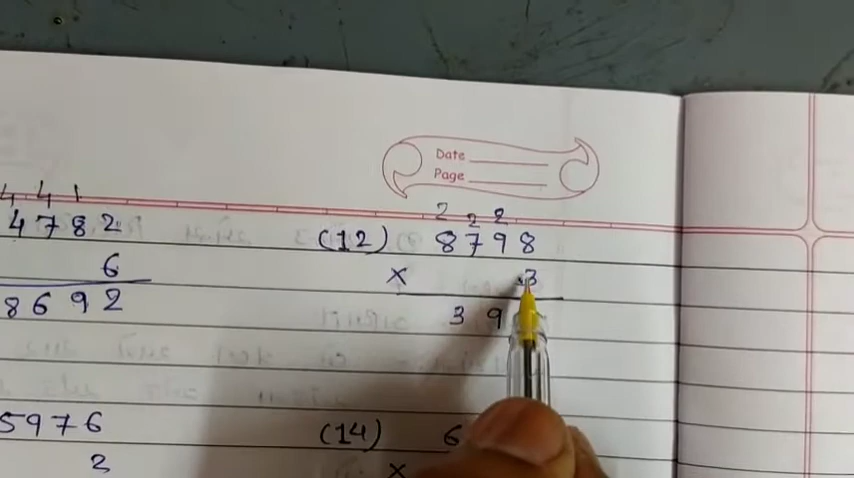 Date
Page
4 4 1
4 7 8 2
6
8 6 9 2
2 2 2
(12) 8 7 9 8
× 3
3 9
5 9 7 6
2
(14) 6
×